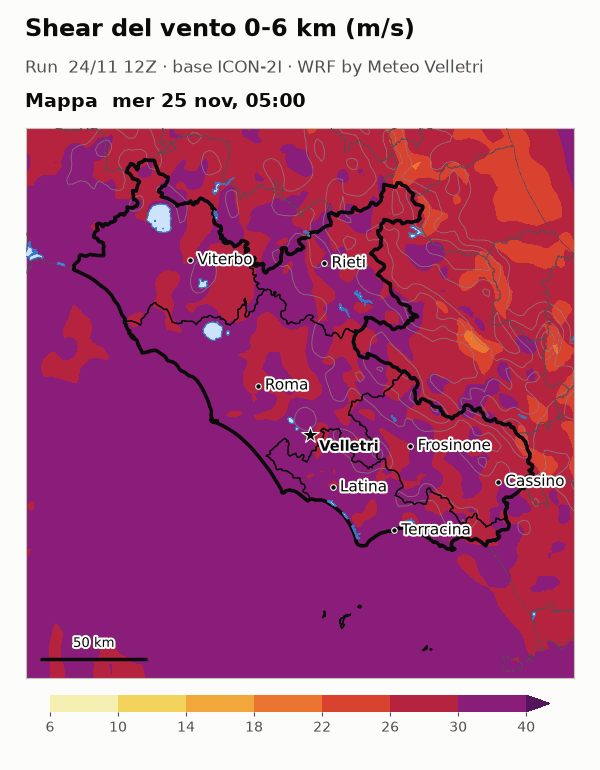 Shear del vento 0-6 km (m/s)
Run  24/11 12Z · base ICON-2I · WRF by Meteo Velletri
Mappa  mer 25 nov, 05:00
Viterbo
Rieti
Roma
Velletri
Frosinone
Cassino
Latina
Terracina
50 km
6 10 14 18 22 26 30 40